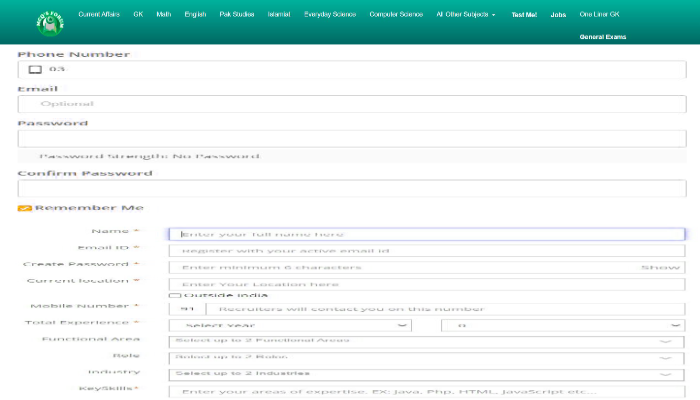 MCQ'S FORUM
Current Affairs GK Math English Pak Studies Islamiat Everyday Science Computer Science All Other Subjects Test Me! Jobs One Liner GK
General Exams
Phone Number
03
Email
Optional
Password
Password Strength: No Password
Confirm Password
Remember Me
Name * Enter your full name here
Email ID * Register with your active email id
Create Password * Enter minimum 6 characters Show
Current location * Enter Your Location here
Outside India
Mobile Number * 91 Recruiters will contact you on this number
Total Experience * Select Year 0
Functional Area Select up to 2 Functional Areas
Role Select up to 2 Roles
Industry Select up to 2 Industries
KeySkills* Enter your areas of expertise, EX: Java, Php, HTML, JavaScript etc...